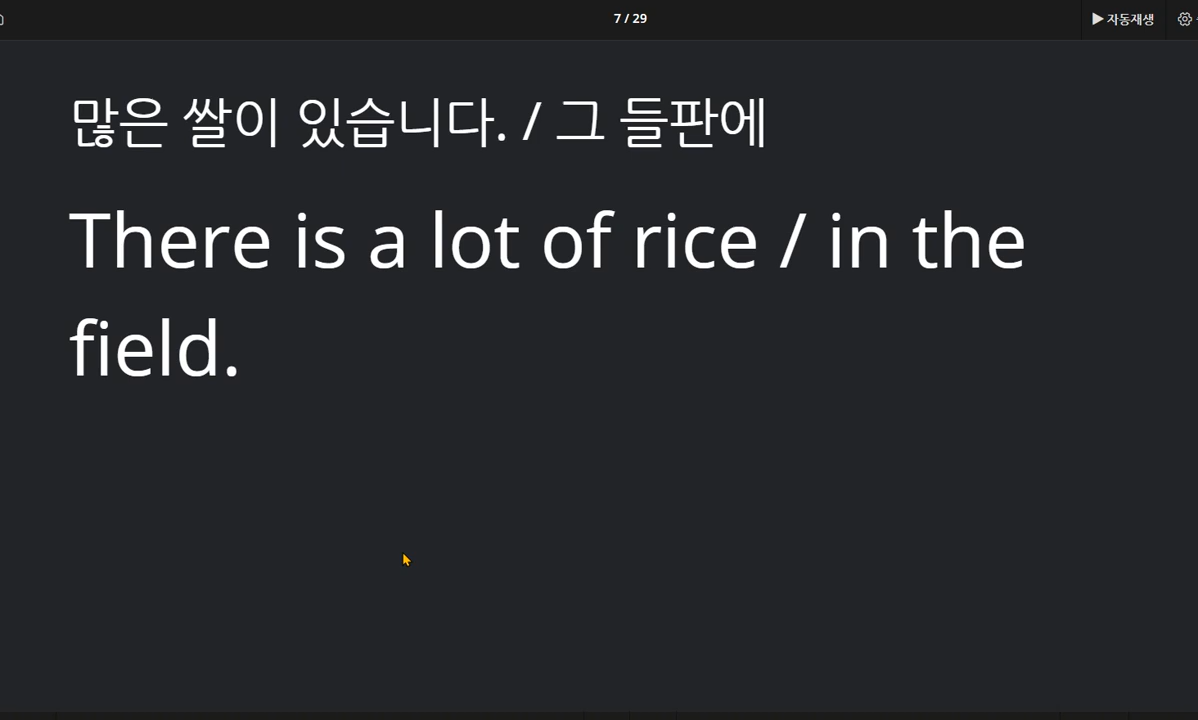 7 / 29
▶ 자동재생
많은 쌀이 있습니다. / 그 들판에
There is a lot of rice / in the
field.